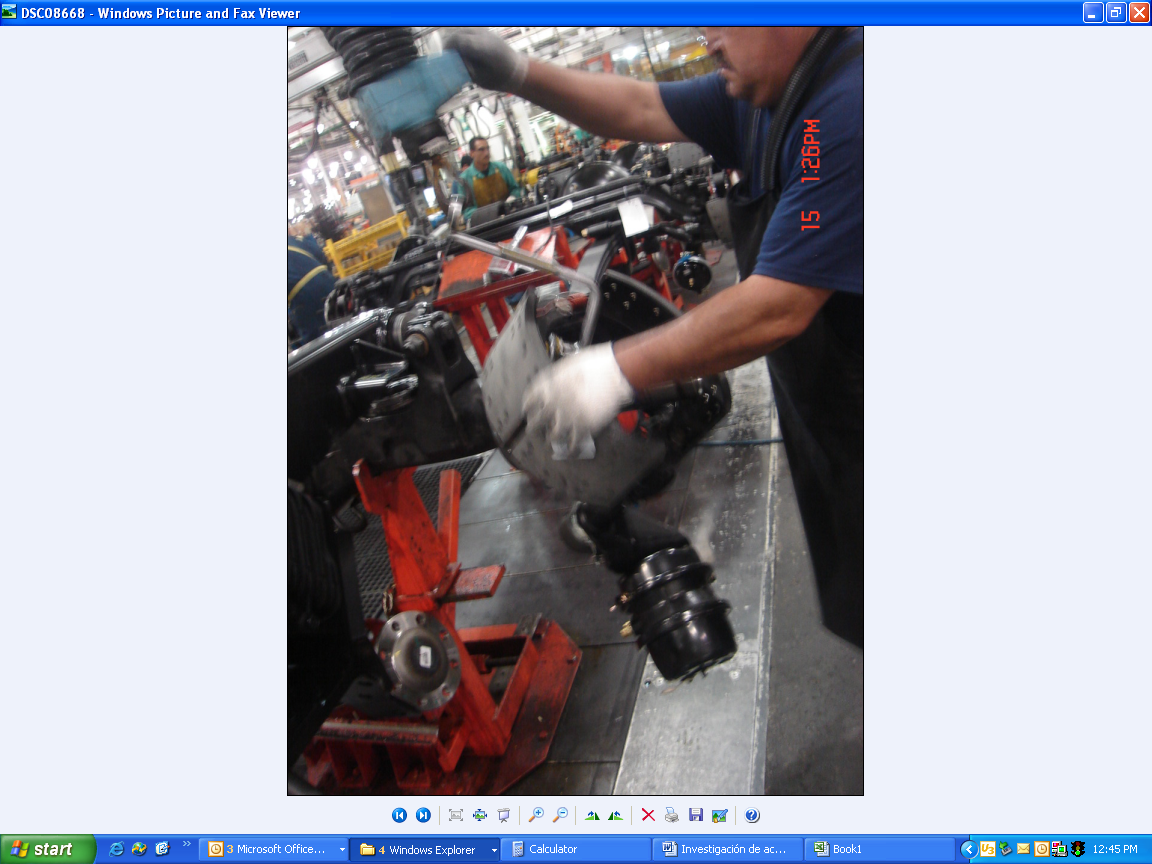 DSC08668 - Windows Picture and Fax Viewer
15 1:26PM
start
3 Microsoft Office...
4 Windows Explorer
Calculator
Investigación de ac...
Book1
12:45 PM